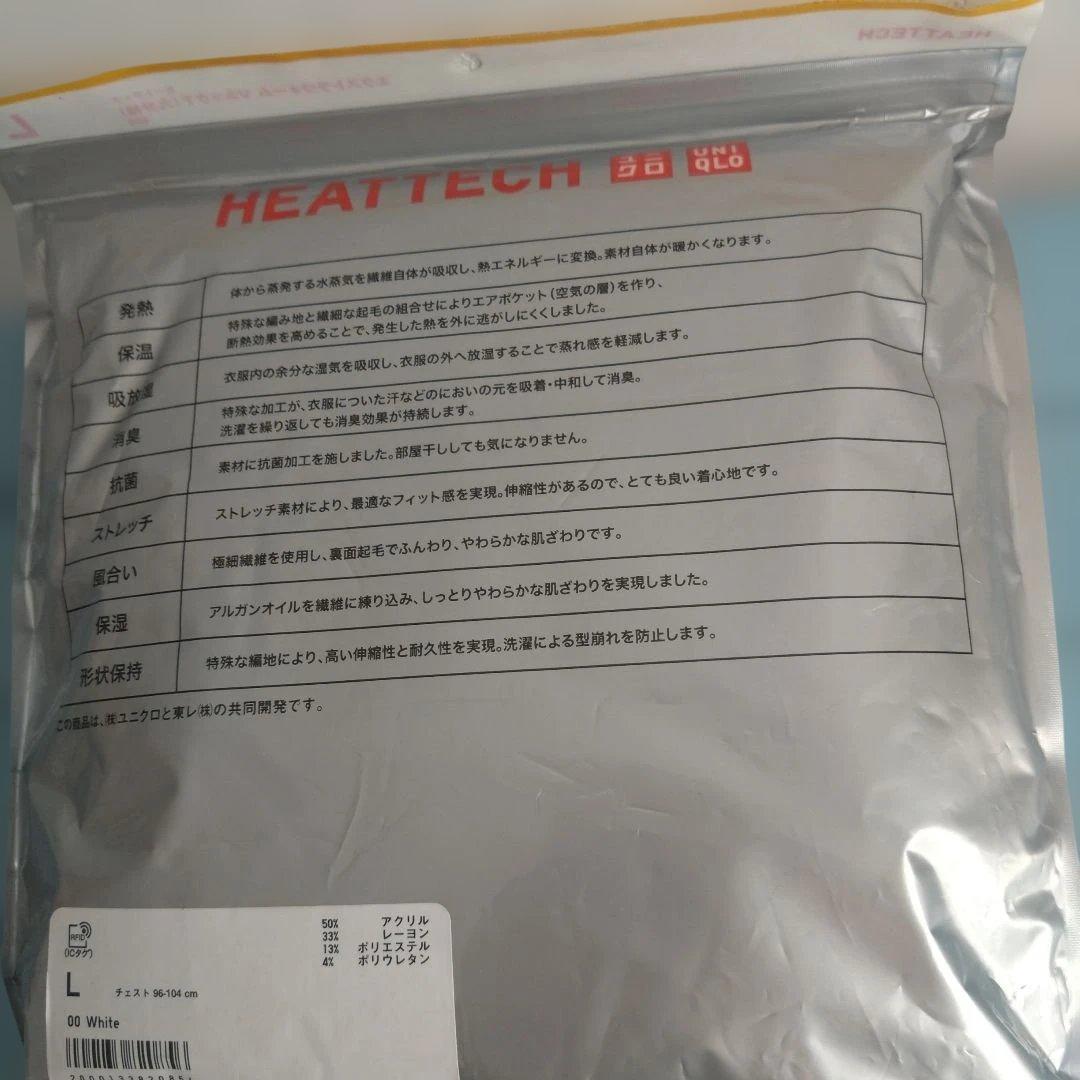 HEATTECH
L
HEATTECH ユニクロ UNIQLO
発熱 体から蒸発する水蒸気を繊維自体が吸収し、熱エネルギーに変換。素材自体が暖かくなります。
保温 特殊な編み地と繊細な起毛の組合せによりエアポケット（空気の層）を作り、
断熱効果を高めることで、発生した熱を外に逃がしにくくしました。
吸放湿 衣服内の余分な湿気を吸収し、衣服の外へ放湿することで蒸れ感を軽減します。
消臭 特殊な加工が、衣服についた汗などのにおいの元を吸着・中和して消臭。
洗濯を繰り返しても消臭効果が持続します。
抗菌 素材に抗菌加工を施しました。部屋干ししても気になりません。
ストレッチ ストレッチ素材により、最適なフィット感を実現。伸縮性があるので、とても良い着心地です。
風合い 極細繊維を使用し、裏面起毛でふんわり、やわらかな肌ざわりです。
保湿 アルガンオイルを繊維に練り込み、しっとりやわらかな肌ざわりを実現しました。
形状保持 特殊な編地により、高い伸縮性と耐久性を実現。洗濯による型崩れを防止します。
この商品は、㈱ユニクロと東レ㈱の共同開発です。
RFID
(ICタグ)
50% アクリル
33% レーヨン
13% ポリエステル
4% ポリウレタン
L チェスト 96-104 cm
00 White